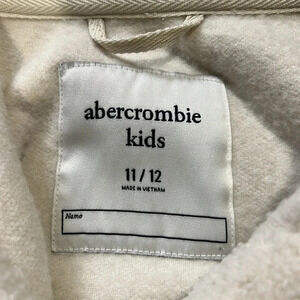 abercrombie
kids
11 / 12
MADE IN VIETNAM
Name